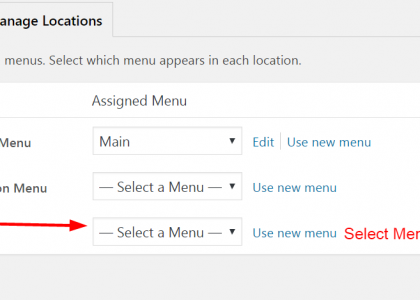 anage Locations
menus. Select which menu appears in each location.
Assigned Menu
Menu Main Edit Use new menu
on Menu — Select a Menu — Use new menu
— Select a Menu — Use new menu Select Men